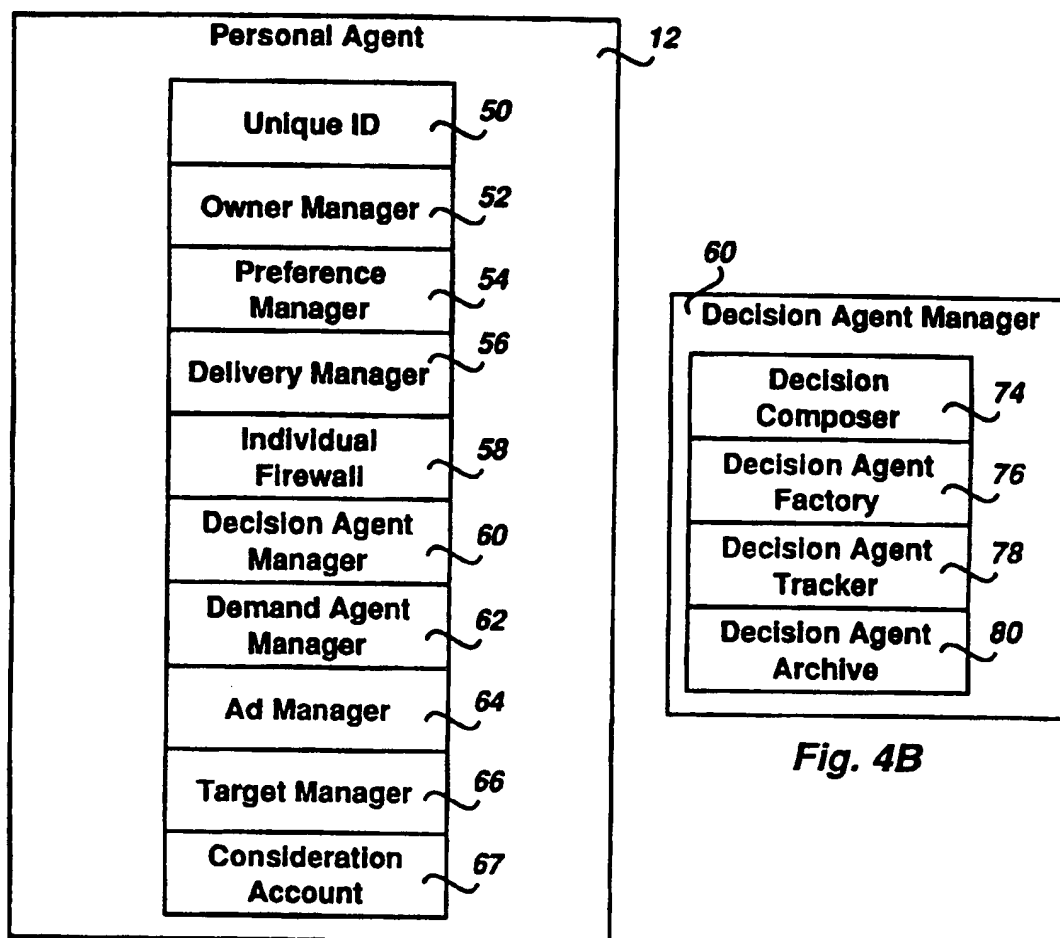 Personal Agent
12
Unique ID
50
Owner Manager
52
Preference
Manager
54
Delivery Manager
56
Individual
Firewall
58
Decision Agent
Manager
60
Demand Agent
Manager
62
Ad Manager
64
Target Manager
66
Consideration
Account
67
60
Decision Agent Manager
Decision
Composer
74
Decision Agent
Factory
76
Decision Agent
Tracker
78
Decision Agent
Archive
80
Fig. 4B